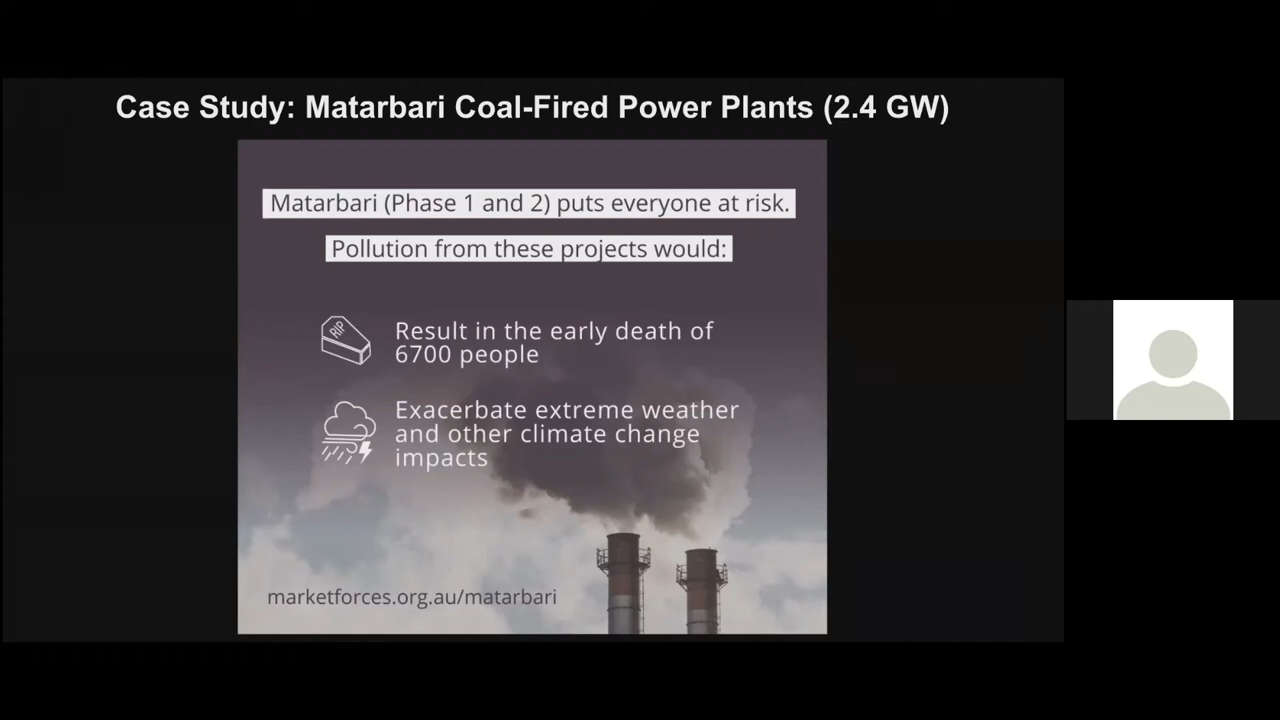 Case Study: Matarbari Coal-Fired Power Plants (2.4 GW)
Matarbari (Phase 1 and 2) puts everyone at risk.
Pollution from these projects would:
RIP
Result in the early death of
6700 people
Exacerbate extreme weather
and other climate change
impacts
marketforces.org.au/matarbari